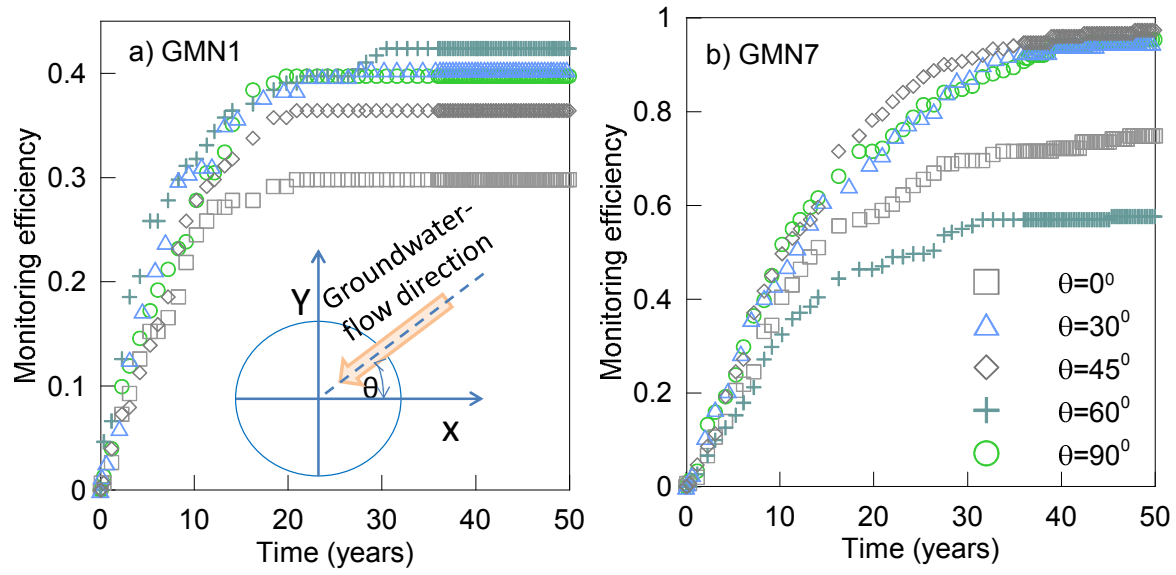 a) GMN1
Monitoring efficiency
0.4
0.3
0.2
0.1
0
0
10
20
30
40
50
Time (years)
Groundwater-
flow direction
Y
θ
x
b) GMN7
Monitoring efficiency
1
0.8
0.6
0.4
0.2
0
0
10
20
30
40
50
Time (years)
θ=0⁰
θ=30⁰
θ=45⁰
θ=60⁰
θ=90⁰